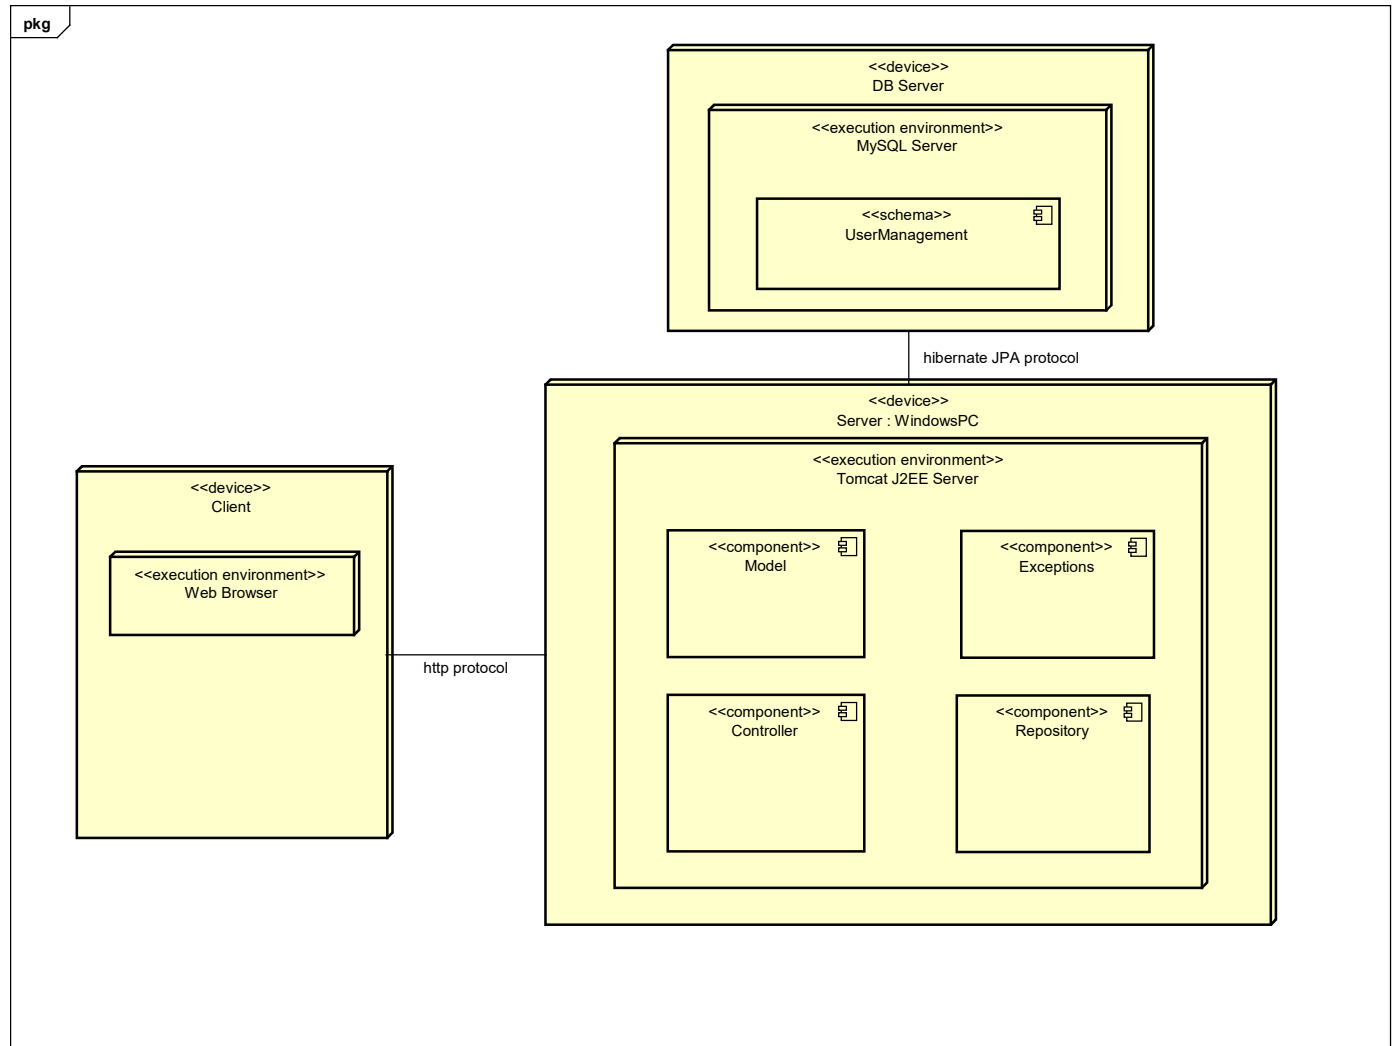 pkg
<<device>>
DB Server
<<execution environment>>
MySQL Server
<<schema>>
UserManagement
hibernate JPA protocol
<<device>>
Server : WindowsPC
<<execution environment>>
Tomcat J2EE Server
<<device>>
Client
<<execution environment>>
Web Browser
http protocol
<<component>>
Model
<<component>>
Exceptions
<<component>>
Controller
<<component>>
Repository